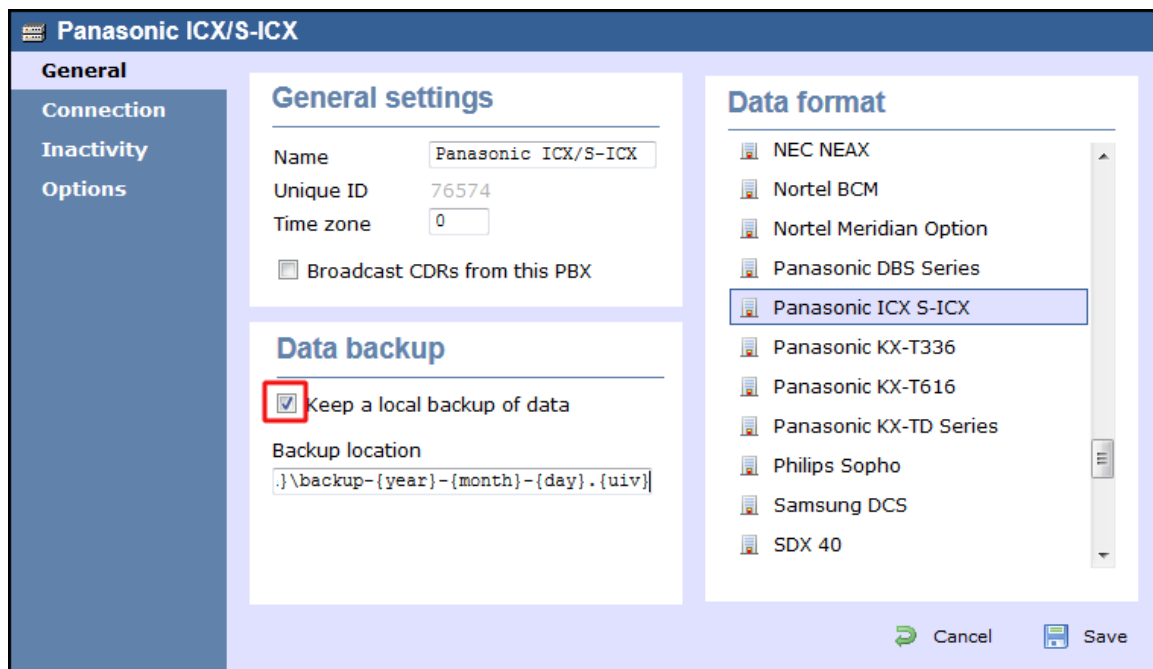 Panasonic ICX/S-ICX
General
Connection
Inactivity
Options
General settings
Name Panasonic ICX/S-ICX
Unique ID 76574
Time zone 0
Broadcast CDRs from this PBX
Data backup
Keep a local backup of data
Backup location
.}\backup-{year}-{month}-{day}.{uiv}
Data format
NEC NEAX
Nortel BCM
Nortel Meridian Option
Panasonic DBS Series
Panasonic ICX S-ICX
Panasonic KX-T336
Panasonic KX-T616
Panasonic KX-TD Series
Philips Sopho
Samsung DCS
SDX 40
Cancel Save